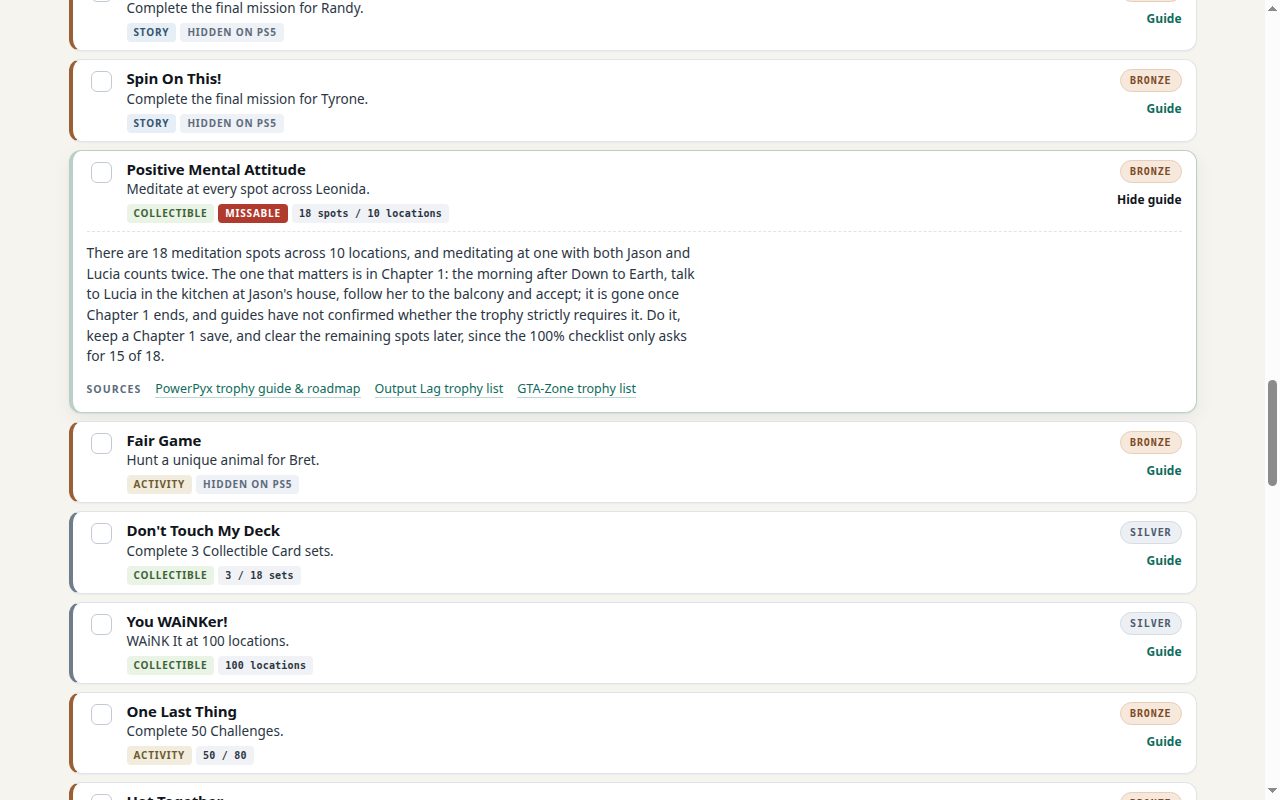 Complete the final mission for Randy.
Guide
STORY HIDDEN ON PS5
Spin On This!
BRONZE
Complete the final mission for Tyrone.
Guide
STORY HIDDEN ON PS5
Positive Mental Attitude
BRONZE
Meditate at every spot across Leonida.
Hide guide
COLLECTIBLE MISSABLE 18 spots / 10 locations
There are 18 meditation spots across 10 locations, and meditating at one with both Jason and
Lucia counts twice. The one that matters is in Chapter 1: the morning after Down to Earth, talk
to Lucia in the kitchen at Jason's house, follow her to the balcony and accept; it is gone once
Chapter 1 ends, and guides have not confirmed whether the trophy strictly requires it. Do it,
keep a Chapter 1 save, and clear the remaining spots later, since the 100% checklist only asks
for 15 of 18.
SOURCES PowerPyx trophy guide & roadmap Output Lag trophy list GTA-Zone trophy list
Fair Game
BRONZE
Hunt a unique animal for Bret.
Guide
ACTIVITY HIDDEN ON PS5
Don't Touch My Deck
SILVER
Complete 3 Collectible Card sets.
Guide
COLLECTIBLE 3 / 18 sets
You WAiNKer!
SILVER
WAiNK It at 100 locations.
Guide
COLLECTIBLE 100 locations
One Last Thing
BRONZE
Complete 50 Challenges.
Guide
ACTIVITY 50 / 80